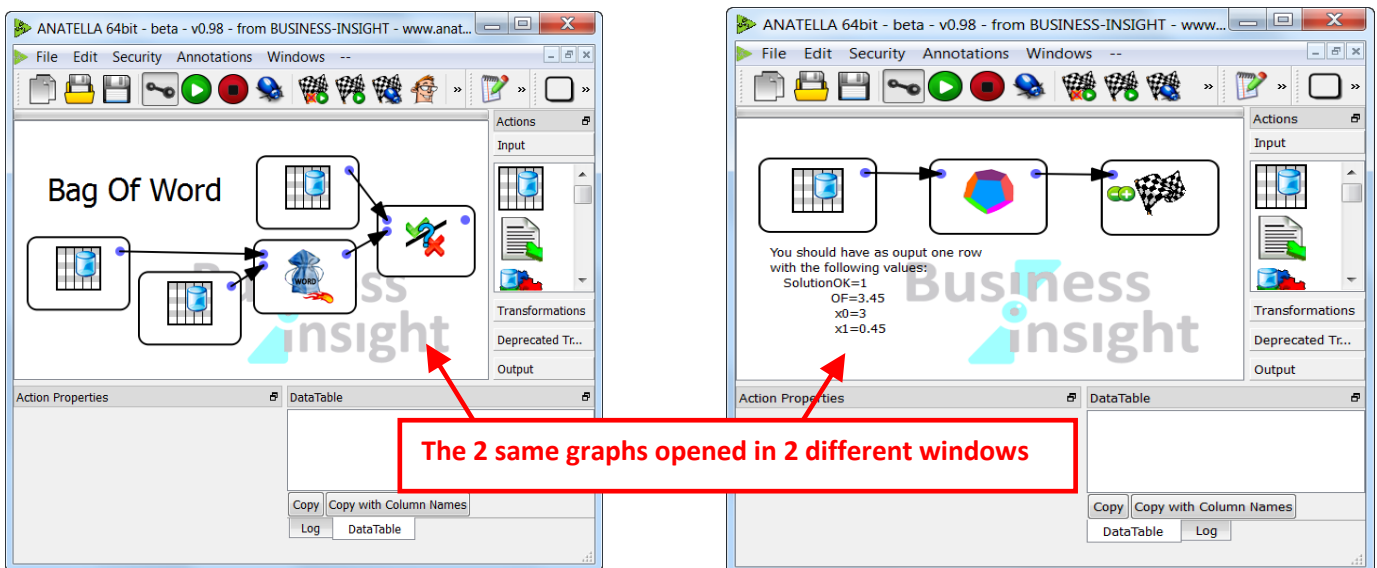 ANATELLA 64bit - beta - v0.98 - from BUSINESS-INSIGHT - www.anat...
File Edit Security Annotations Windows --
»
»
»
Actions
Input
Bag Of Word
WORD
Business
insight
Transformations
Deprecated Tr...
Output
Action Properties
DataTable
Copy
Copy with Column Names
Log
DataTable
ANATELLA 64bit - beta - v0.98 - from BUSINESS-INSIGHT - www....
File Edit Security Annotations Windows --
»
»
»
Actions
Input
You should have as ouput one row
with the following values:
SolutionOK=1
OF=3.45
x0=3
x1=0.45
Business
insight
Transformations
Deprecated Tr...
Output
Action Properties
DataTable
Copy
Copy with Column Names
DataTable
Log
The 2 same graphs opened in 2 different windows